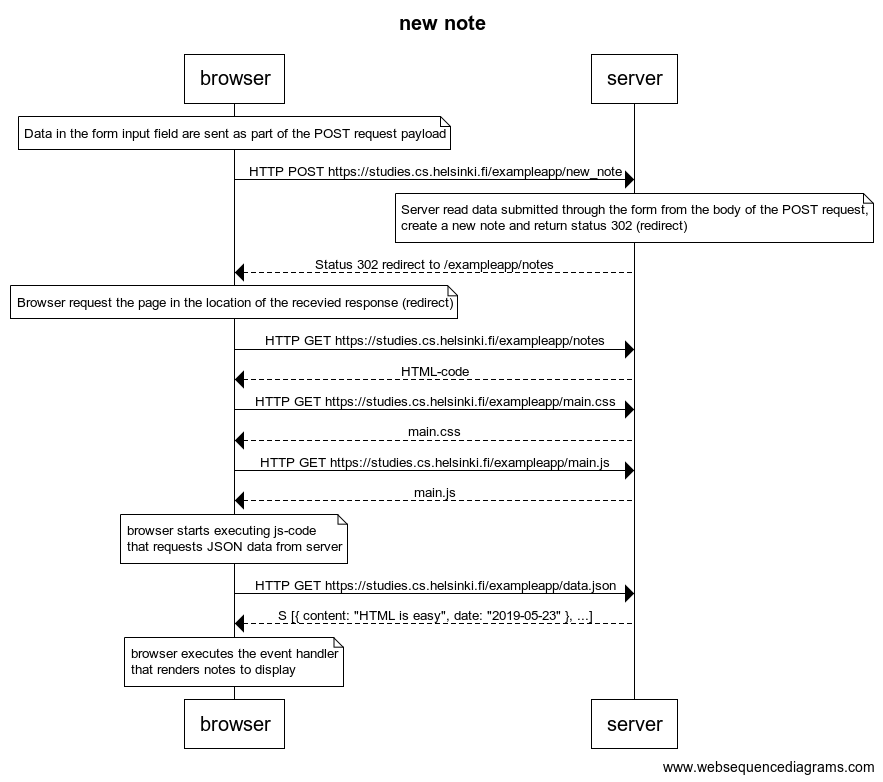 new note
browser
server
Data in the form input field are sent as part of the POST request payload
HTTP POST https://studies.cs.helsinki.fi/exampleapp/new_note
Server read data submitted through the form from the body of the POST request,
create a new note and return status 302 (redirect)
Status 302 redirect to /exampleapp/notes
Browser request the page in the location of the recevied response (redirect)
HTTP GET https://studies.cs.helsinki.fi/exampleapp/notes
HTML-code
HTTP GET https://studies.cs.helsinki.fi/exampleapp/main.css
main.css
HTTP GET https://studies.cs.helsinki.fi/exampleapp/main.js
main.js
browser starts executing js-code
that requests JSON data from server
HTTP GET https://studies.cs.helsinki.fi/exampleapp/data.json
S [{ content: "HTML is easy", date: "2019-05-23" }, ...]
browser executes the event handler
that renders notes to display
browser
server
www.websequencediagrams.com